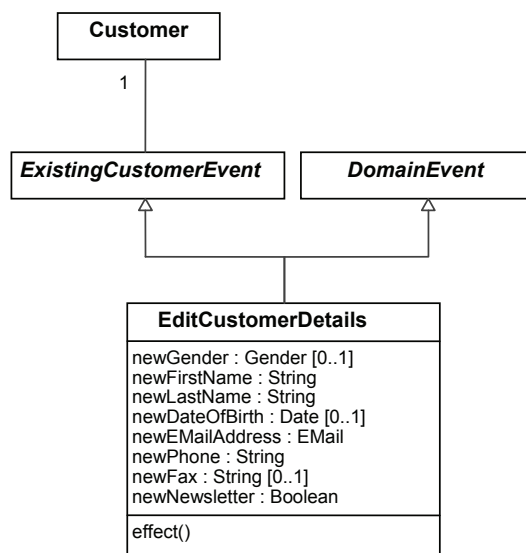 Customer
1
ExistingCustomerEvent
DomainEvent
EditCustomerDetails
newGender : Gender [0..1]
newFirstName : String
newLastName : String
newDateOfBirth : Date [0..1]
newEMailAddress : EMail
newPhone : String
newFax : String [0..1]
newNewsletter : Boolean
effect()